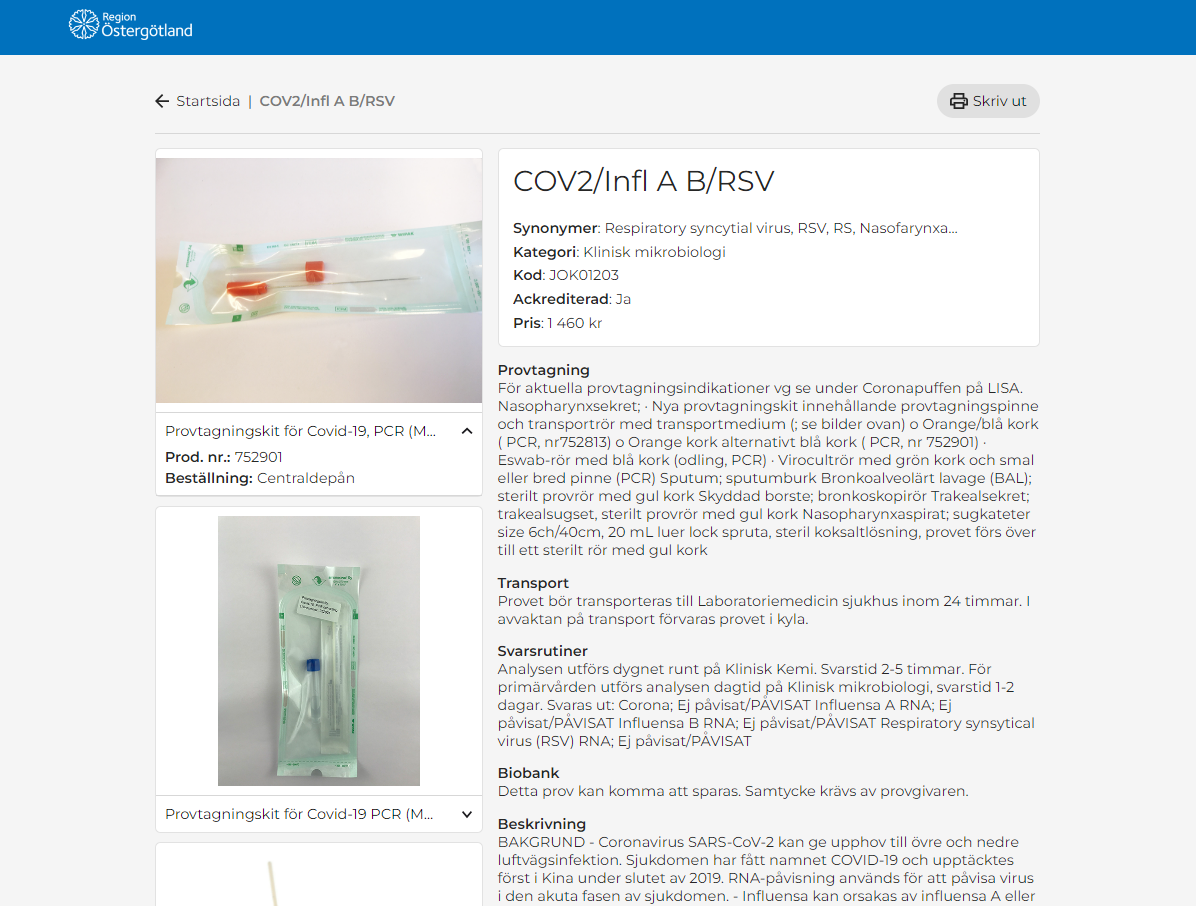 Region
Östergötland
Startsida | COV2/Infl A B/RSV
Skriv ut
Provtagningskit för Covid-19, PCR (M...
Prod. nr.: 752901
Beställning: Centraldepån
Provtagningskit för Covid-19 PCR (M...
COV2/Infl A B/RSV
Synonymer: Respiratory syncytial virus, RSV, RS, Nasofarynxa...
Kategori: Klinisk mikrobiologi
Kod: JOK01203
Ackrediterad: Ja
Pris: 1 460 kr
Provtagning
För aktuella provtagningsindikationer vg se under Coronapuffen på LISA.
Nasopharynxsekret; · Nya provtagningskit innehållande provtagningspinne
och transportrör med transportmedium (; se bilder ovan) o Orange/blå kork
( PCR, nr752813) o Orange kork alternativt blå kork ( PCR, nr 752901) ·
Eswab-rör med blå kork (odling, PCR) · Virocultrör med grön kork och smal
eller bred pinne (PCR) Sputum; sputumburk Bronkoalveolärt lavage (BAL);
sterilt provrör med gul kork Skyddad borste; bronkoskopirör Trakealsekret;
trakealsugset, sterilt provrör med gul kork Nasopharynxaspirat; sugkateter
size 6ch/40cm, 20 mL luer lock spruta, steril koksaltlösning, provet förs över
till ett sterilt rör med gul kork
Transport
Provet bör transporteras till Laboratoriemedicin sjukhus inom 24 timmar. I
avvaktan på transport förvaras provet i kyla.
Svarsrutiner
Analysen utförs dygnet runt på Klinisk Kemi. Svarstid 2-5 timmar. För
primärvården utförs analysen dagtid på Klinisk mikrobiologi, svarstid 1-2
dagar. Svaras ut: Corona; Ej påvisat/PÅVISAT Influensa A RNA; Ej
påvisat/PÅVISAT Influensa B RNA; Ej påvisat/PÅVISAT Respiratory synsytical
virus (RSV) RNA; Ej påvisat/PÅVISAT
Biobank
Detta prov kan komma att sparas. Samtycke krävs av provgivaren.
Beskrivning
BAKGRUND - Coronavirus SARS-CoV-2 kan ge upphov till övre och nedre
luftvägsinfektion. Sjukdomen har fått namnet COVID-19 och upptäcktes
först i Kina under slutet av 2019. RNA-påvisning används för att påvisa virus
i den akuta fasen av sjukdomen. - Influensa kan orsakas av influensa A eller